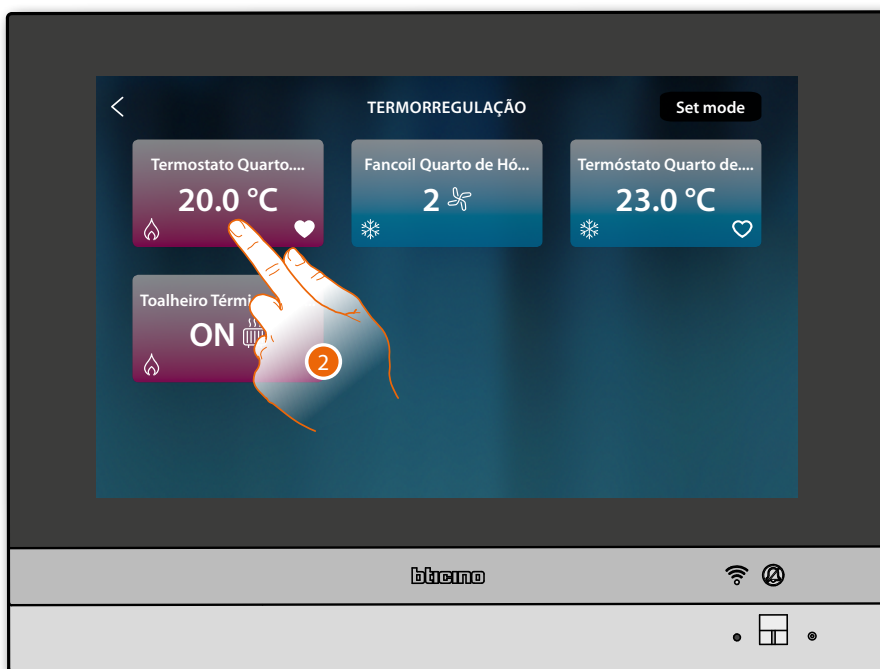 TERMORREGULAÇÃO
Set mode
Termostato Quarto....
20.0 °C
Fancoil Quarto de Hó...
2
Termóstato Quarto de....
23.0 °C
Toalheiro Térmi
ON
2
bticino